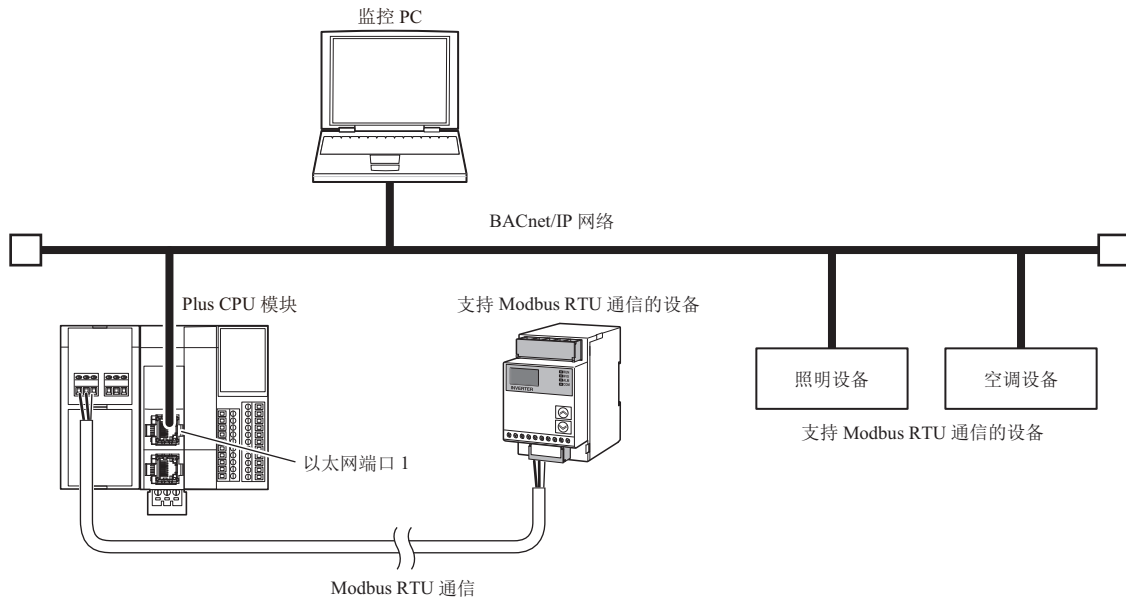 监控 PC
BACnet/IP 网络
Plus CPU 模块
支持 Modbus RTU 通信的设备
INVERTER
照明设备
空调设备
支持 Modbus RTU 通信的设备
以太网端口 1
Modbus RTU 通信